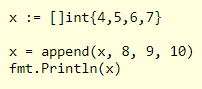 x := []int{4,5,6,7}
x = append(x, 8, 9, 10)
fmt.Println(x)